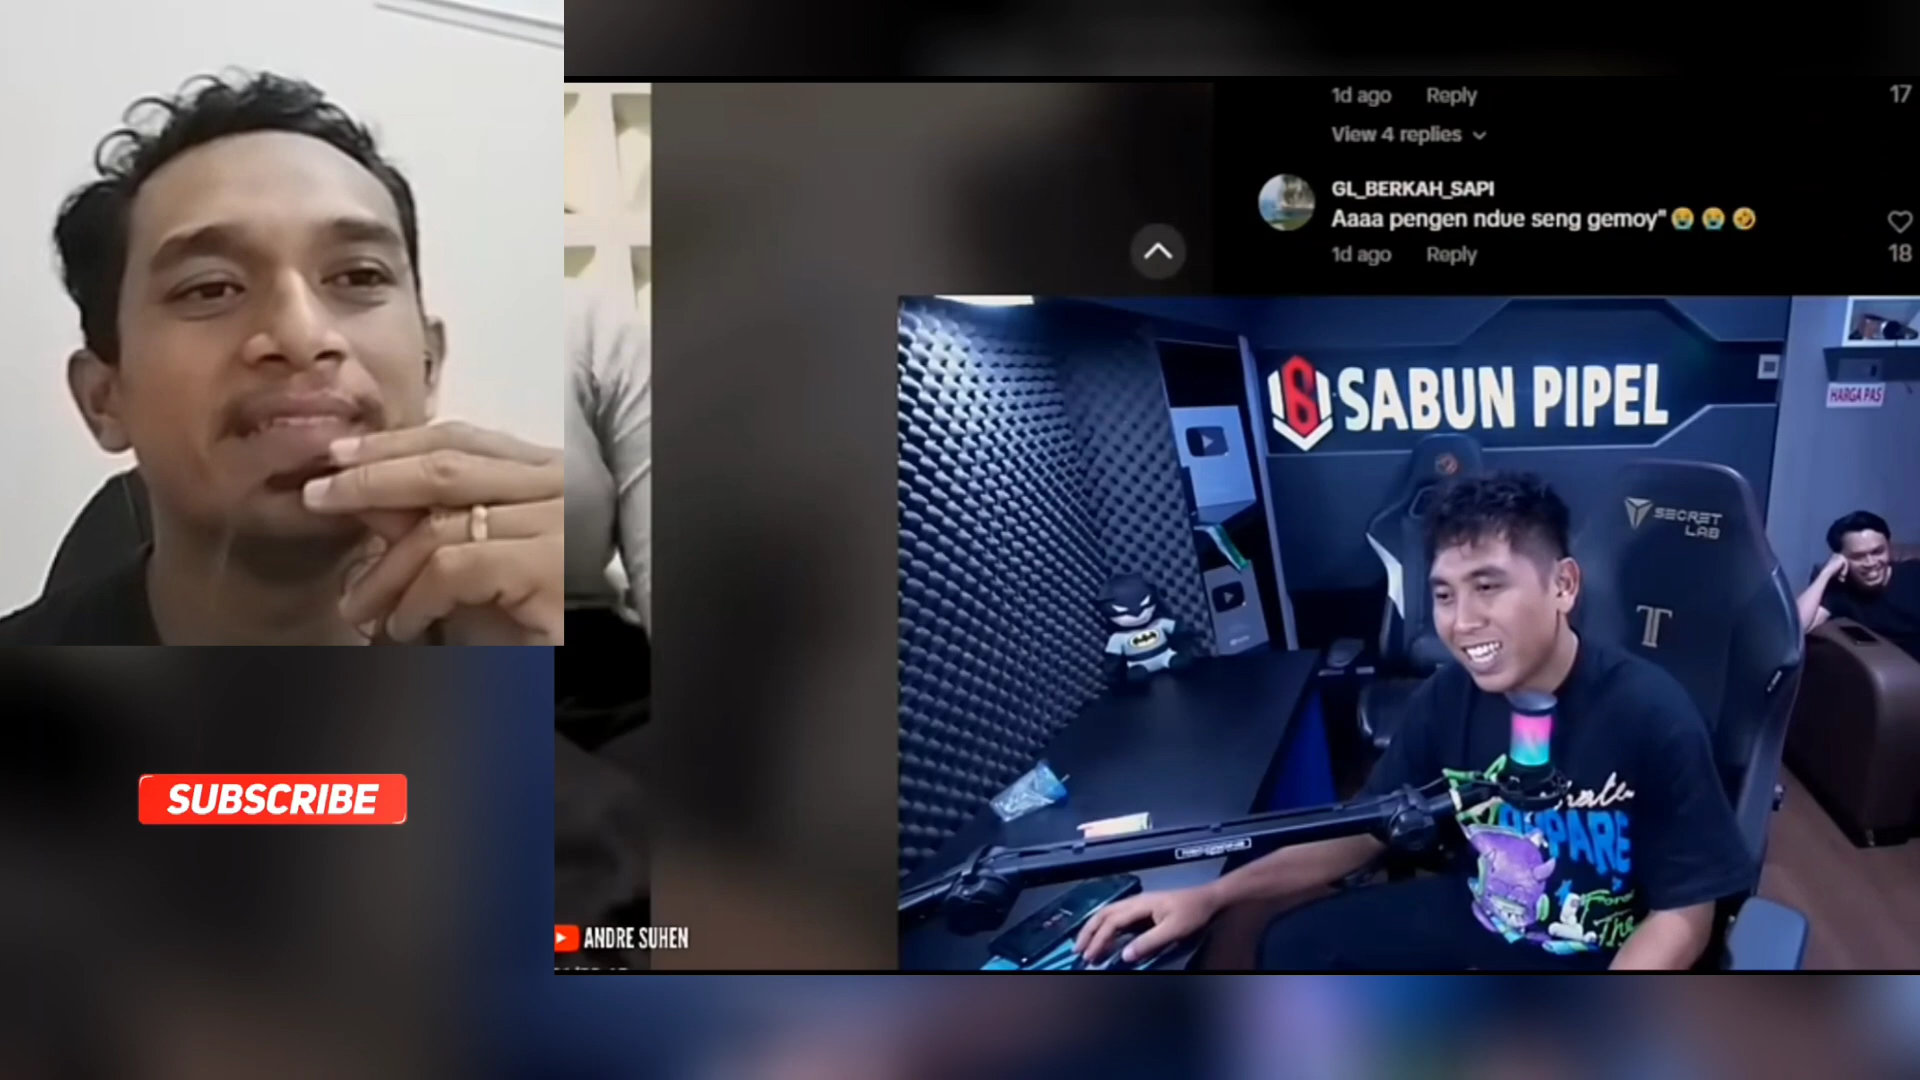 1d ago Reply 17
View 4 replies
GL_BERKAH_SAPI
Aaaa pengen ndue seng gemoy"😭😭🤣
1d ago Reply 18
SABUN PIPEL
HARGA PAS
SECRET
LAB
SUBSCRIBE
ANDRE SUHEN